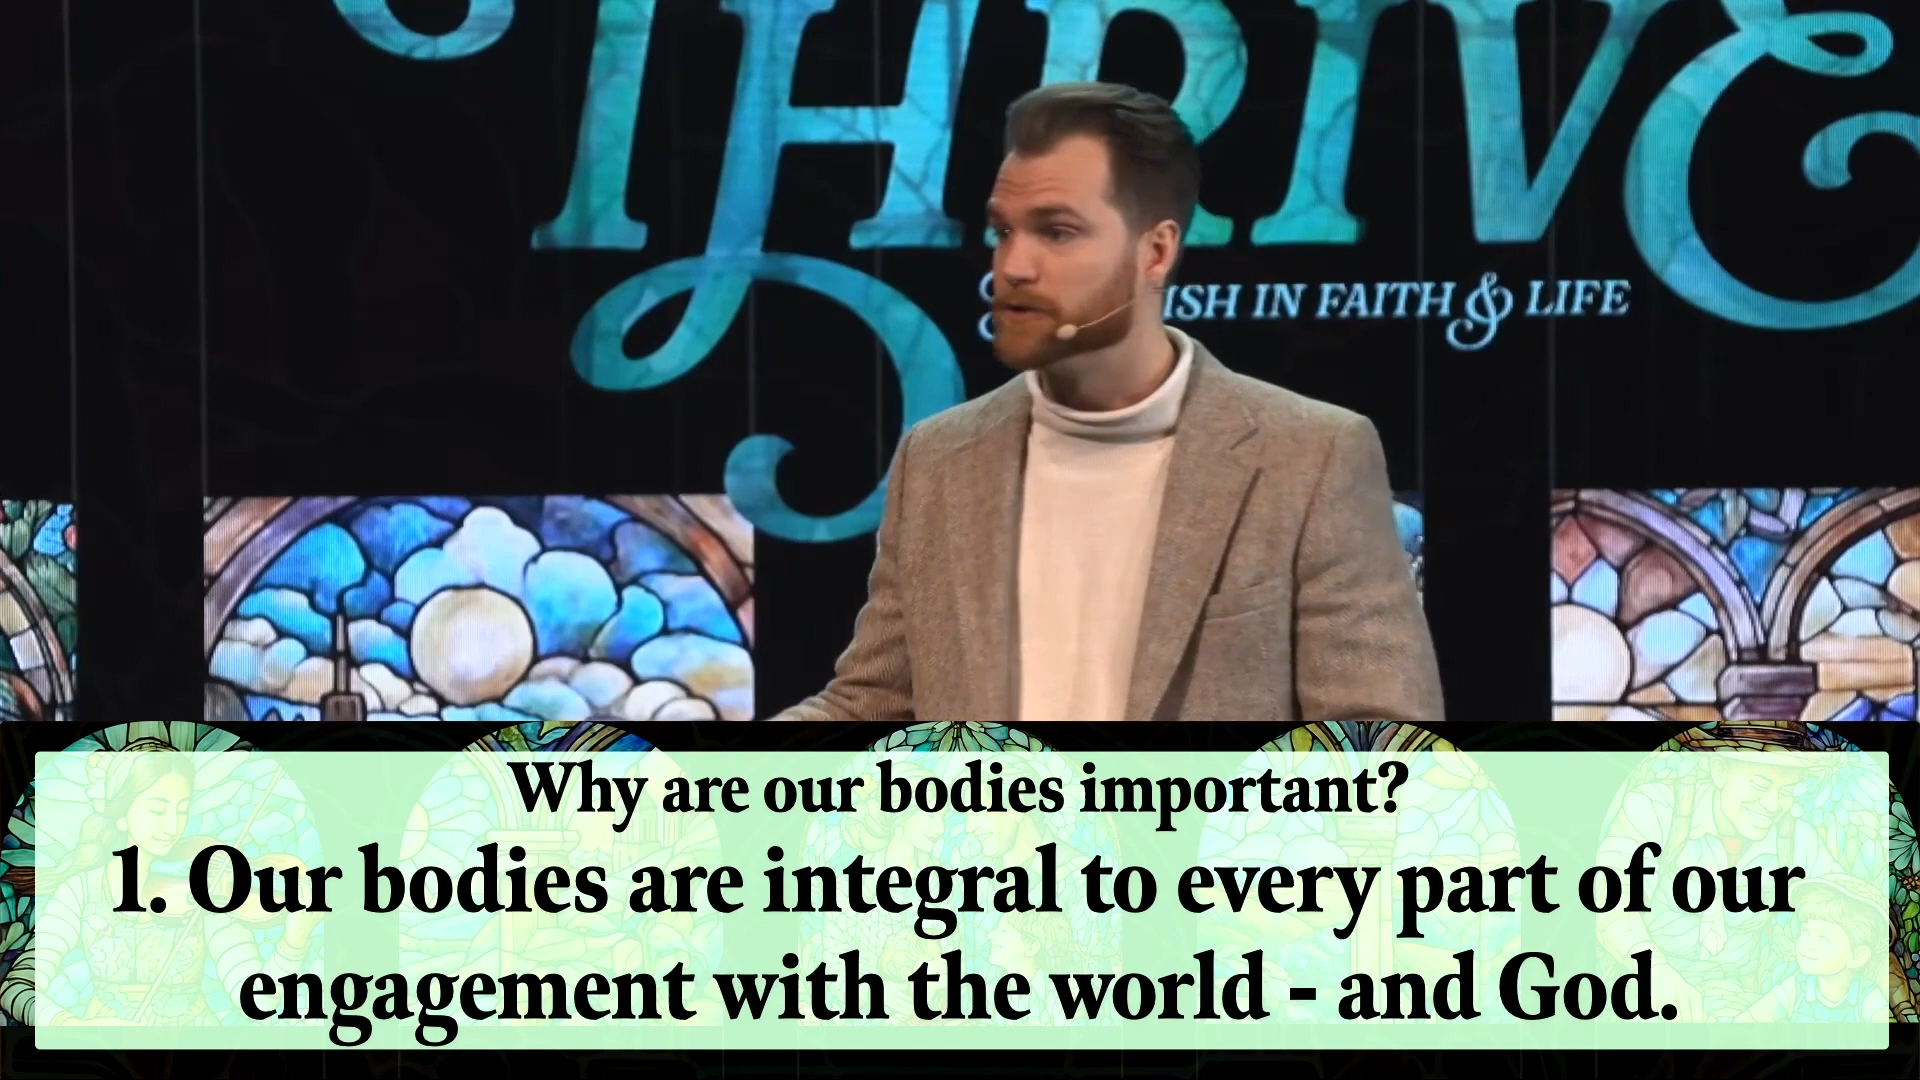 THRIVE
ISH IN FAITH & LIFE
Why are our bodies important?
1. Our bodies are integral to every part of our
engagement with the world - and God.